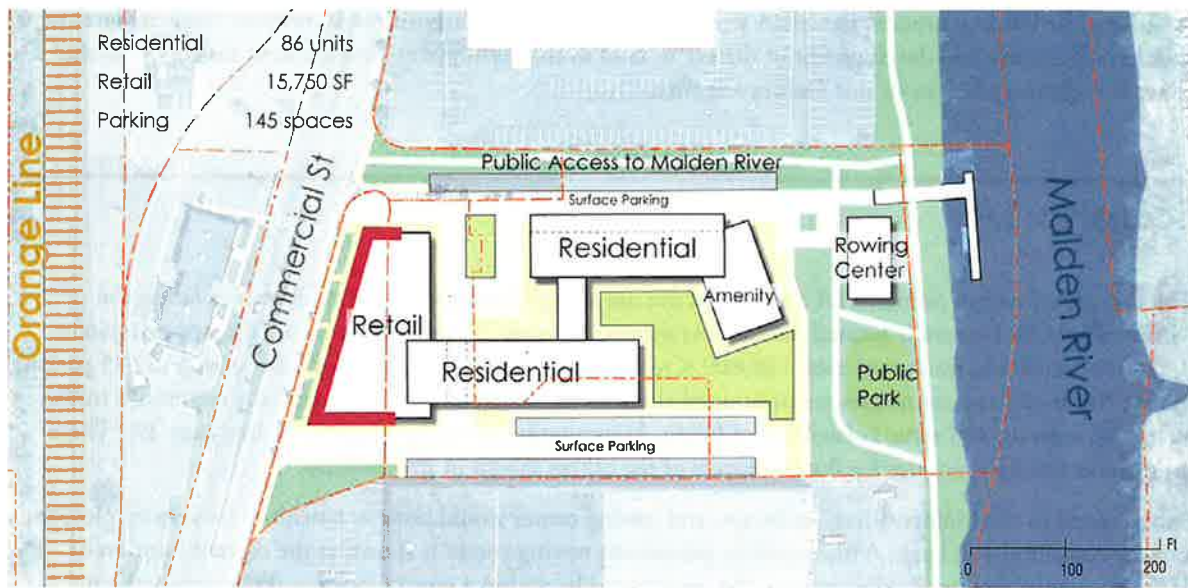 Residential 86 units
Retail 15,750 SF
Parking 145 spaces
Orange Line
Commercial St
Public Access to Malden River
Surface Parking
Residential
Rowing
Center
Amenity
Retail
Residential
Public
Park
Malden River
Surface Parking
Ft
0 100 200